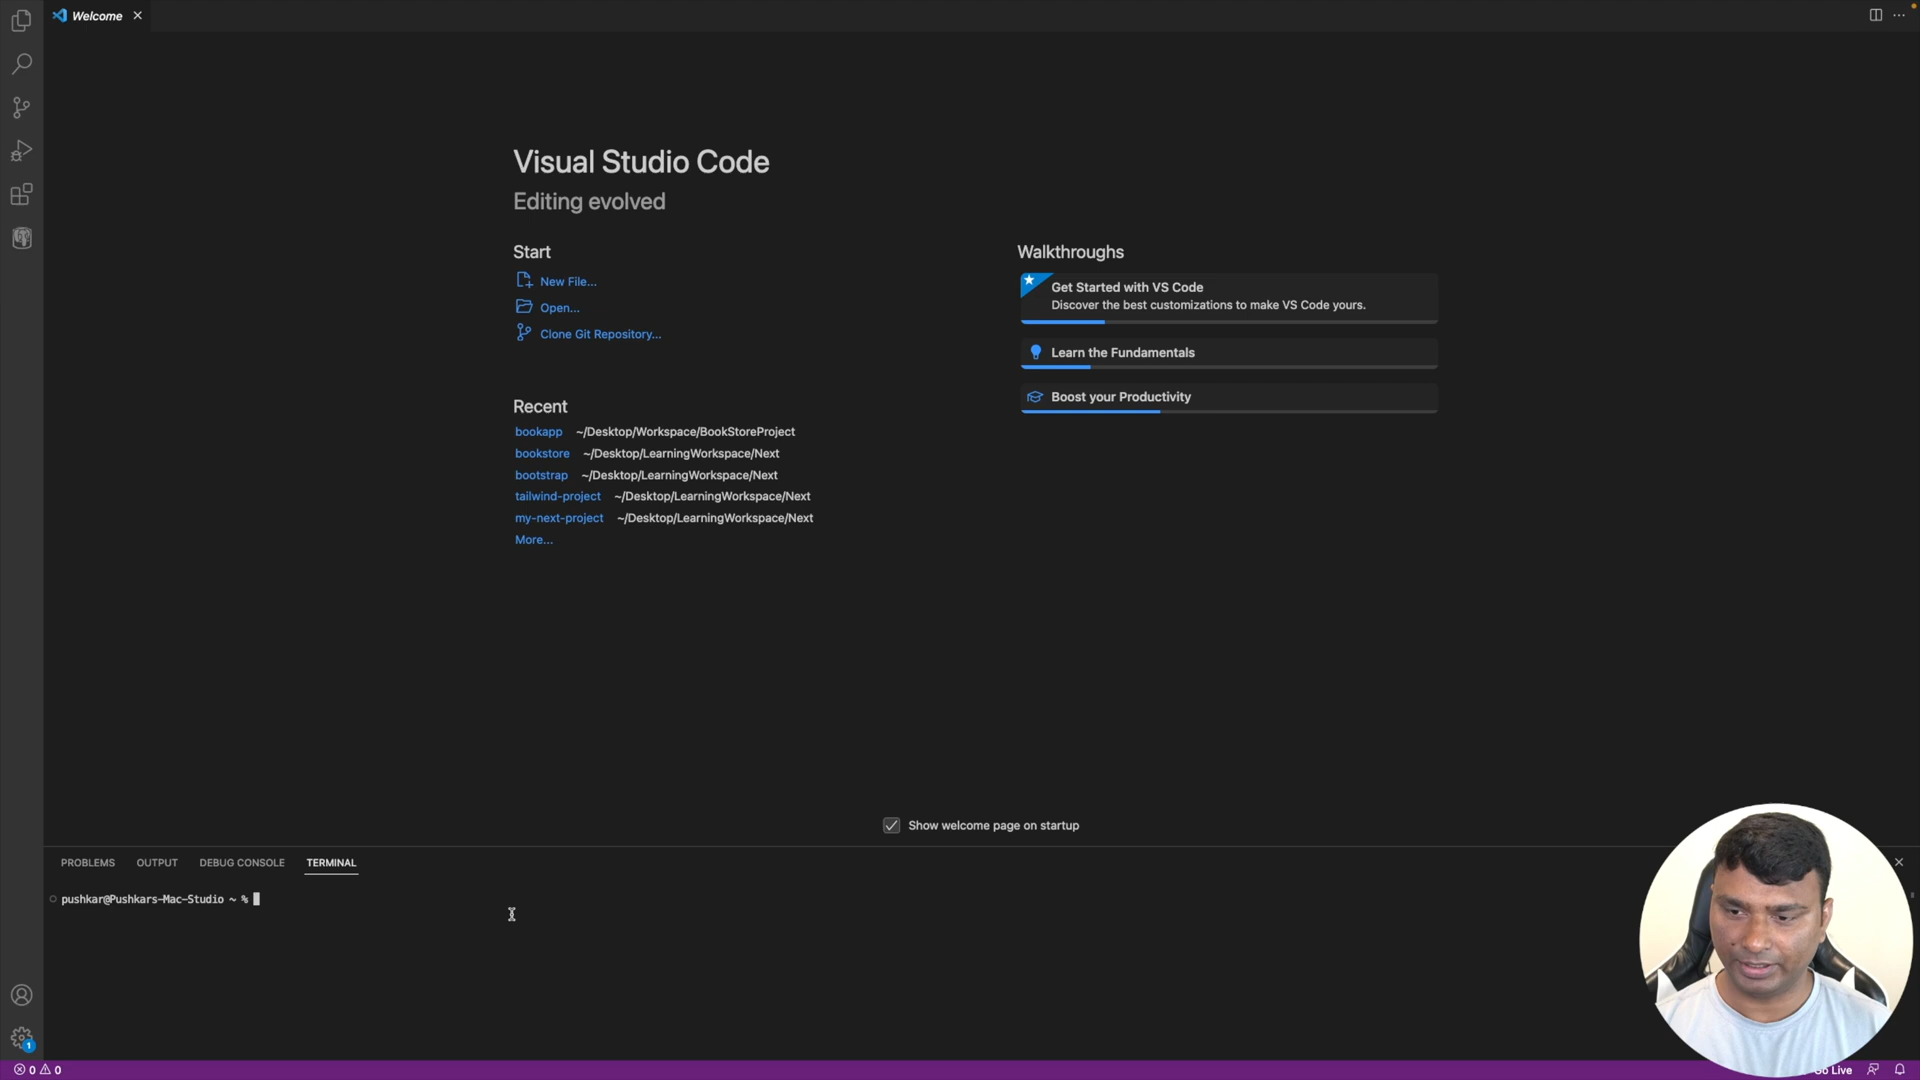 Welcome
Visual Studio Code
Editing evolved
Start
New File...
Open...
Clone Git Repository...
Recent
bookapp ~/Desktop/Workspace/BookStoreProject
bookstore ~/Desktop/LearningWorkspace/Next
bootstrap ~/Desktop/LearningWorkspace/Next
tailwind-project ~/Desktop/LearningWorkspace/Next
my-next-project ~/Desktop/LearningWorkspace/Next
More...
Walkthroughs
Get Started with VS Code
Discover the best customizations to make VS Code yours.
Learn the Fundamentals
Boost your Productivity
Show welcome page on startup
PROBLEMS OUTPUT DEBUG CONSOLE TERMINAL
pushkar@Pushkars-Mac-Studio ~ %
1
0 0
Go Live